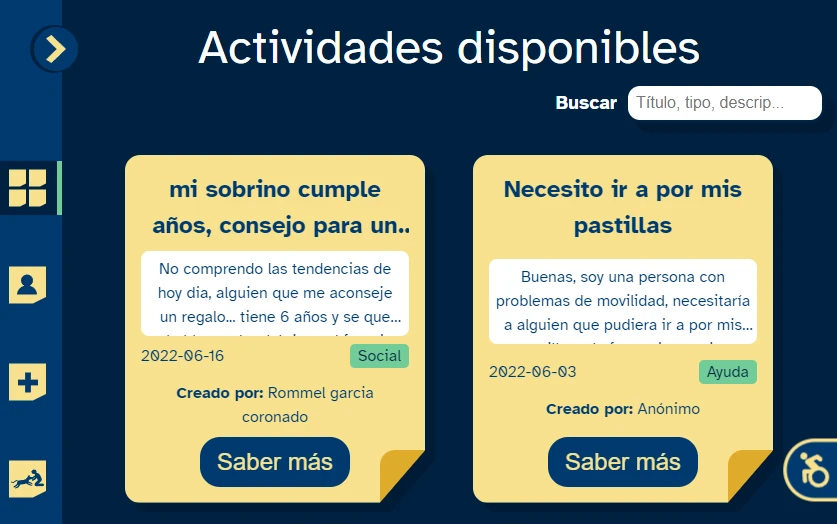 Actividades disponibles
Buscar Título, tipo, descrip...
mi sobrino cumple
años, consejo para un..
No comprendo las tendencias de
hoy dia, alguien que me aconseje
un regalo... tiene 6 años y se que...
2022-06-16 Social
Creado por: Rommel garcia
coronado
Saber más
Necesito ir a por mis
pastillas
Buenas, soy una persona con
problemas de movilidad, necesitaría
a alguien que pudiera ir a por mis...
2022-06-03 Ayuda
Creado por: Anónimo
Saber más